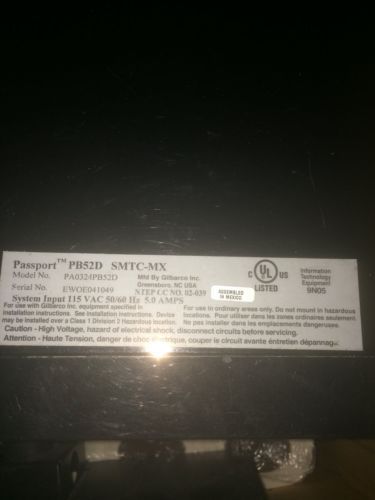 Passport™ PB52D SMTC-MX
Model No. PA0324PB52D
Mfd By Gilbarco Inc.
Greensboro, NC USA
Serial No. EWOE041049
NTEP CC NO. 02-039
System Input 115 VAC 50/60 Hz 5.0 AMPS
ASSEMBLED
IN MEXICO
C UL US
LISTED
Information
Technology
Equipment
9N05
For use with Gilbarco Inc. equipment specified in
installation instructions. See installation instructions. Device
may be installed over a Class 1 Division 2 Hazardous location.
For use to ordinary areas only. Do not mount in hazardous
locations. Pour utiliser dans les zones ordinaires seulement.
Ne pas installer dans les emplacements dangereuses.
Caution - High Voltage, hazard of electrical shock, disconnect circuits before servicing.
Attention - Haute Tension, danger de choc électrique, couper le circuit avante entretien dépannag